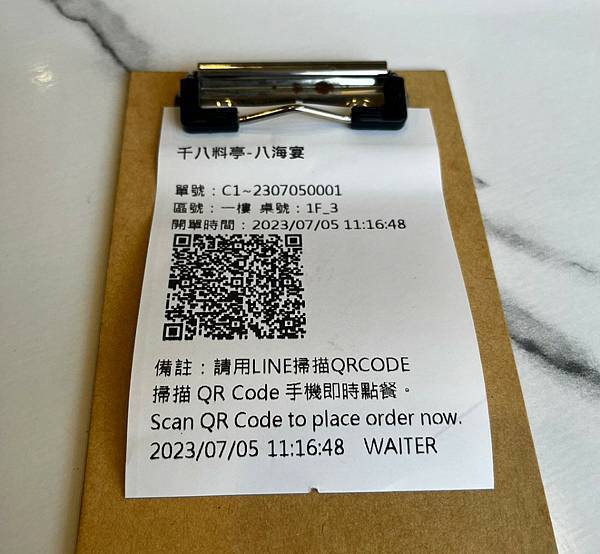 千八料亭-八海宴
單號：C1~2307050001
區號：一樓 桌號：1F_3
開單時間：2023/07/05 11:16:48
備註：請用LINE掃描QRCODE
掃描 QR Code 手機即時點餐。
Scan QR Code to place order now.
2023/07/05 11:16:48 WAITER